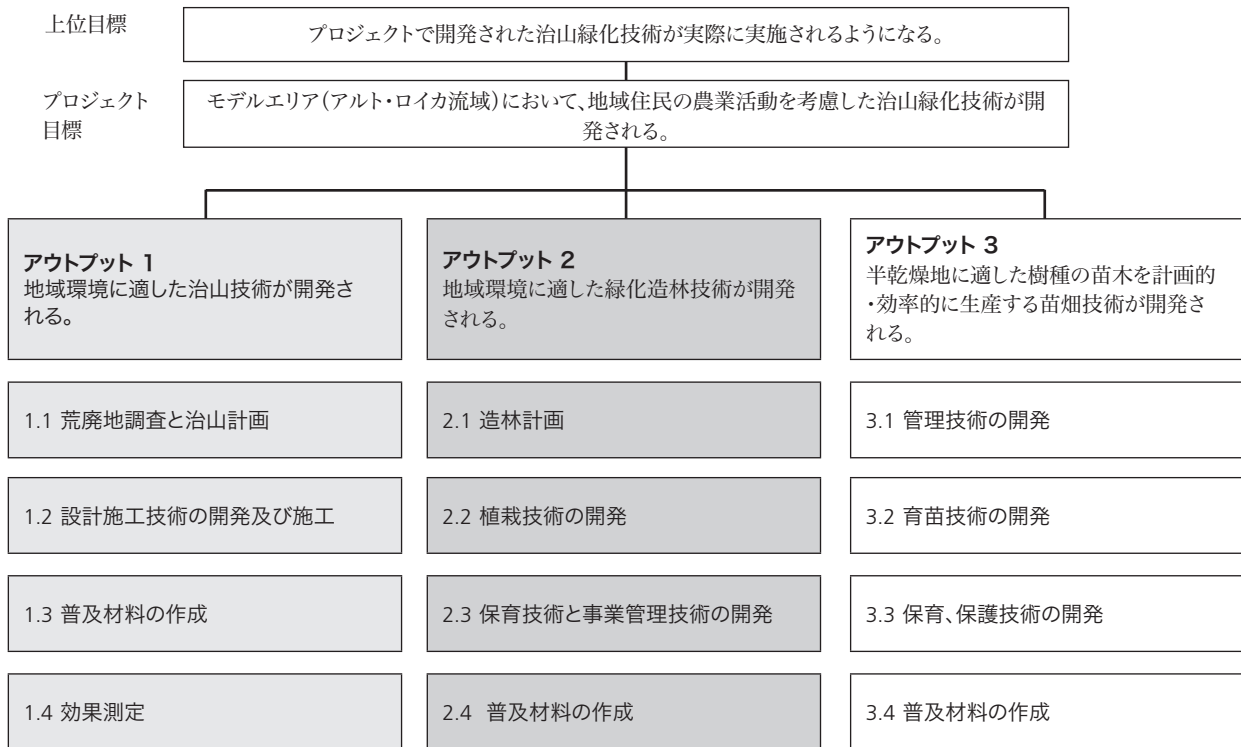 上位目標
プロジェクトで開発された治山緑化技術が実際に実施されるようになる。
プロジェクト
目標
モデルエリア(アルト・ロイカ流域)において、地域住民の農業活動を考慮した治山緑化技術が開
発される。
アウトプット 1
地域環境に適した治山技術が開発さ
れる。
アウトプット 2
地域環境に適した緑化造林技術が開発
される。
アウトプット 3
半乾燥地に適した樹種の苗木を計画的
・効率的に生産する苗畑技術が開発さ
れる。
1.1 荒廃地調査と治山計画
2.1 造林計画
3.1 管理技術の開発
1.2 設計施工技術の開発及び施工
2.2 植栽技術の開発
3.2 育苗技術の開発
1.3 普及材料の作成
2.3 保育技術と事業管理技術の開発
3.3 保育、保護技術の開発
1.4 効果測定
2.4 普及材料の作成
3.4 普及材料の作成